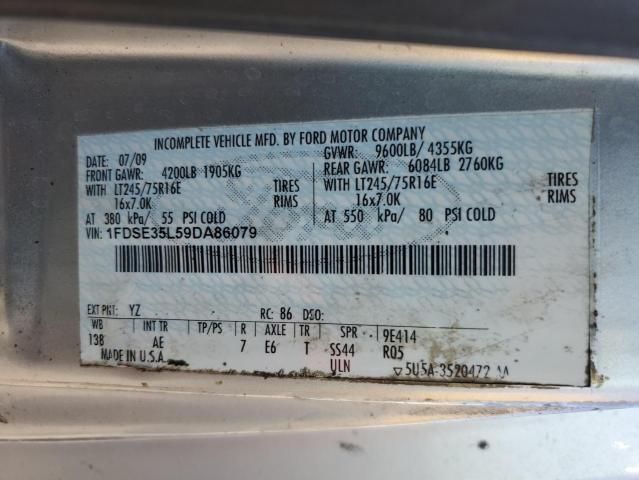 INCOMPLETE VEHICLE MFD. BY FORD MOTOR COMPANY
DATE: 07/09 GVWR: 9600LB/ 4355KG
FRONT GAWR: 4200LB 1905KG REAR GAWR: 6084LB 2760KG
WITH LT245/75R16E TIRES WITH LT245/75R16E TIRES
16x7.0K RIMS 16x7.0K RIMS
AT 380 kPa/ 55 PSI COLD AT 550 kPa/ 80 PSI COLD
VIN: 1FDSE35L59DA86079
EXT PNT: YZ RC: 86 DSO:
WB INT TR TP/PS R AXLE TR SPR 9E414
138 AE 7 E6 T SS44 R05
MADE IN U.S.A. ULN ▽5U5A-3520472